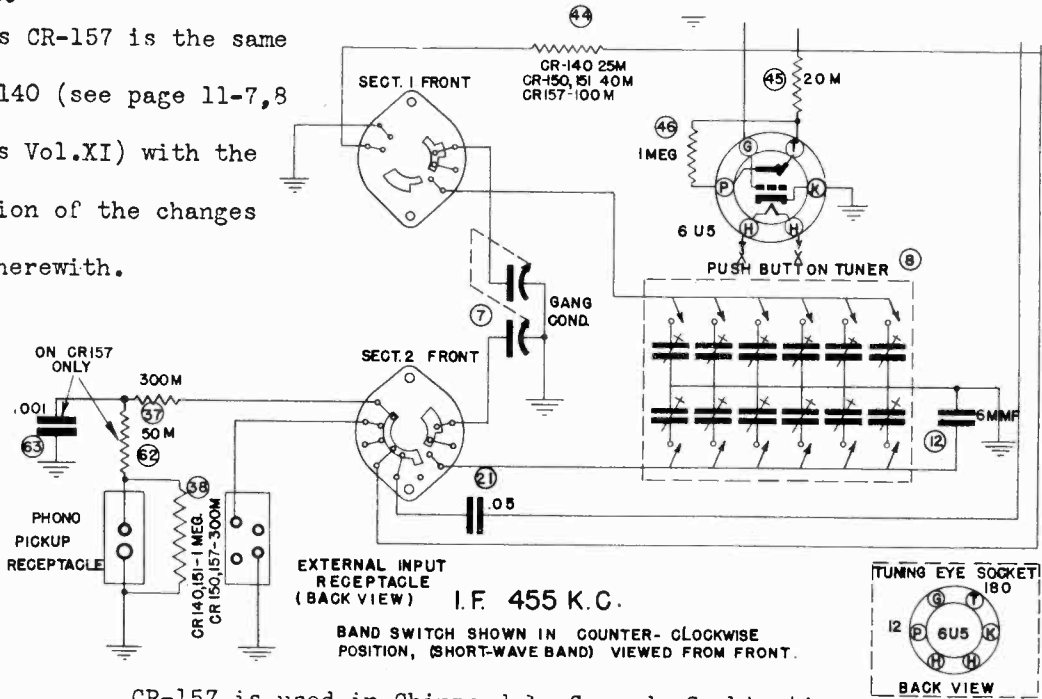 s CR-157 is the same
140 (see page 11-7,8
s Vol.XI) with the
ion of the changes
herewith.
44
CR-140 25M
CR-150,151 40M
CR157-100M
SECT. 1 FRONT
45
20 M
46
1 MEG
G
T
P
K
H
H
6 U5
X
X
PUSH BUTTON TUNER
8
GANG
COND.
7
SECT. 2 FRONT
ON CR157
ONLY
300M
.001
37
50 M
63
62
38
12
6MMF
21
.05
PHONO
PICKUP
RECEPTACLE
CR140,151-1 MEG.
CR150,157-300M
EXTERNAL INPUT
RECEPTACLE
(BACK VIEW)
I.F. 455 K.C.
BAND SWITCH SHOWN IN COUNTER-CLOCKWISE
POSITION, (SHORT-WAVE BAND) VIEWED FROM FRONT.
TUNING EYE SOCKET
180
G
T
12
P
6U5
K
H
H
BACK VIEW
CR-157 is used in